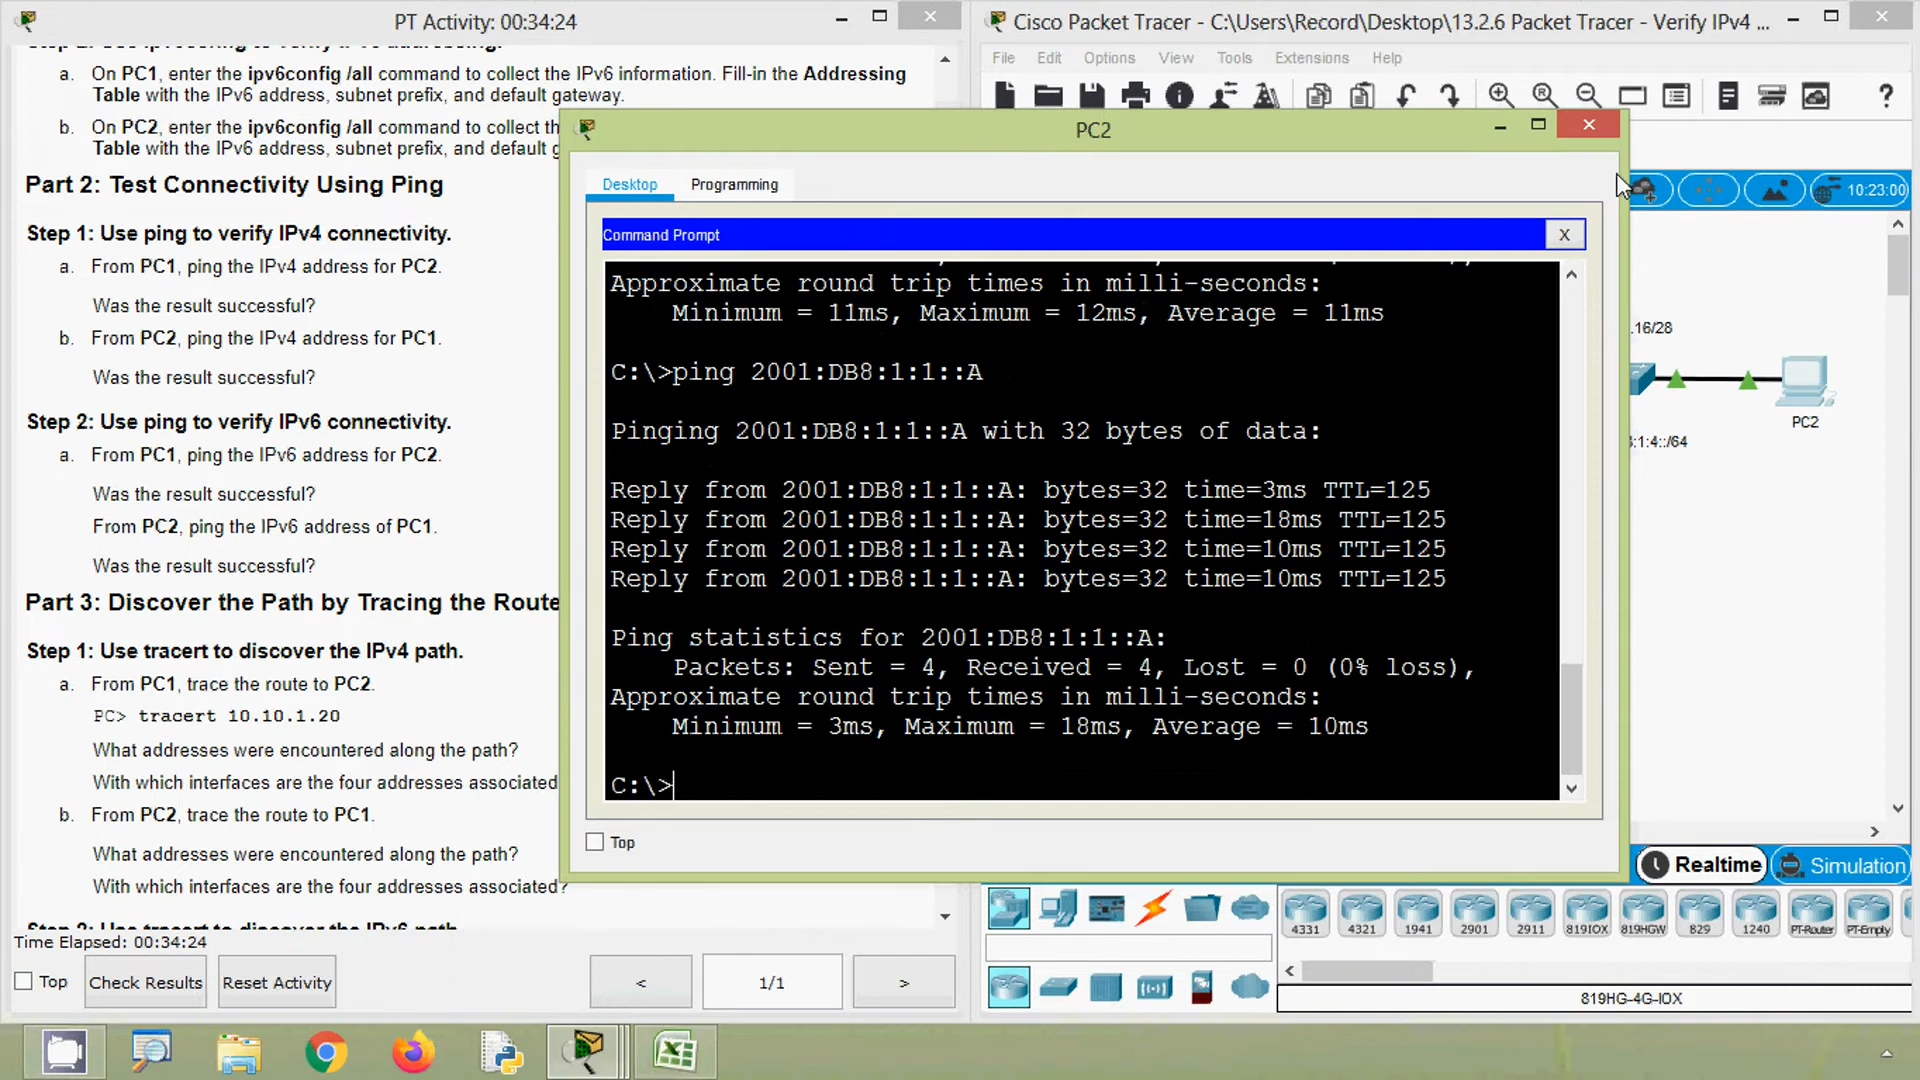 PT Activity: 00:34:24
a. On PC1, enter the ipv6config /all command to collect the IPv6 information. Fill-in the Addressing
Table with the IPv6 address, subnet prefix, and default gateway.
b. On PC2, enter the ipv6config /all command to collect th
Table with the IPv6 address, subnet prefix, and default g
Part 2: Test Connectivity Using Ping
Step 1: Use ping to verify IPv4 connectivity.
a. From PC1, ping the IPv4 address for PC2.
Was the result successful?
b. From PC2, ping the IPv4 address for PC1.
Was the result successful?
Step 2: Use ping to verify IPv6 connectivity.
a. From PC1, ping the IPv6 address for PC2.
Was the result successful?
From PC2, ping the IPv6 address of PC1.
Was the result successful?
Part 3: Discover the Path by Tracing the Route
Step 1: Use tracert to discover the IPv4 path.
a. From PC1, trace the route to PC2.
PC> tracert 10.10.1.20
What addresses were encountered along the path?
With which interfaces are the four addresses associated
b. From PC2, trace the route to PC1.
What addresses were encountered along the path?
With which interfaces are the four addresses associated?
Step 2: Use tracert to discover the IPv6 path.
Time Elapsed: 00:34:24
Top
Check Results
Reset Activity
<
1/1
>
Cisco Packet Tracer - C:\Users\Record\Desktop\13.2.6 Packet Tracer - Verify IPv4 ...
File Edit Options View Tools Extensions Help
PC2
Desktop Programming
Command Prompt
X
Approximate round trip times in milli-seconds:
Minimum = 11ms, Maximum = 12ms, Average = 11ms
C:\>ping 2001:DB8:1:1::A
Pinging 2001:DB8:1:1::A with 32 bytes of data:
Reply from 2001:DB8:1:1::A: bytes=32 time=3ms TTL=125
Reply from 2001:DB8:1:1::A: bytes=32 time=18ms TTL=125
Reply from 2001:DB8:1:1::A: bytes=32 time=10ms TTL=125
Reply from 2001:DB8:1:1::A: bytes=32 time=10ms TTL=125
Ping statistics for 2001:DB8:1:1::A:
Packets: Sent = 4, Received = 4, Lost = 0 (0% loss),
Approximate round trip times in milli-seconds:
Minimum = 3ms, Maximum = 18ms, Average = 10ms
C:\>
Top
10:23:00
.16/28
PC2
:1:4::/64
Realtime
Simulation
4331 4321 1941 2901 2911 819IOX 819HGW 829 1240 PT-Router PT-Empty
819HG-4G-IOX